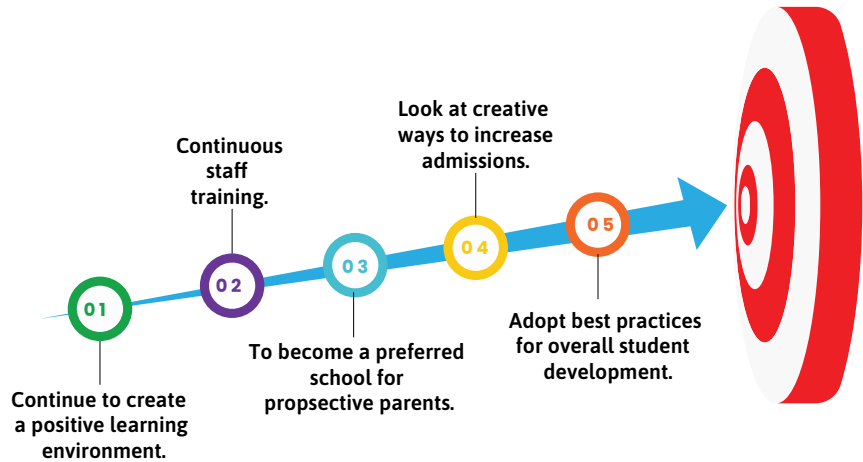 01
Continue to create
a positive learning
environment.
02
Continuous
staff
training.
03
To become a preferred
school for
propsective parents.
04
Look at creative
ways to increase
admissions.
05
Adopt best practices
for overall student
development.